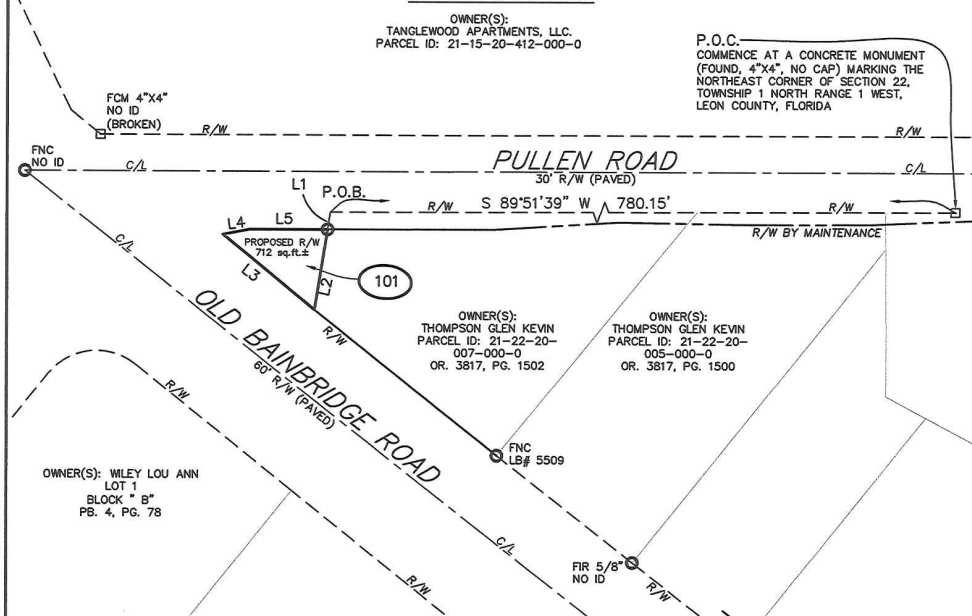 OWNER(S):
TANGLEWOOD APARTMENTS, LLC.
PARCEL ID: 21-15-20-412-000-0
P.O.C.
COMMENCE AT A CONCRETE MONUMENT
(FOUND, 4"X4", NO CAP) MARKING THE
NORTHEAST CORNER OF SECTION 22,
TOWNSHIP 1 NORTH RANGE 1 WEST,
LEON COUNTY, FLORIDA
FCM 4"X4"
NO ID
(BROKEN)
R/W
R/W
FNC
NO ID
C/L
PULLEN ROAD
C/L
30' R/W (PAVED)
L1
P.O.B.
R/W
S 89°51'39" W 780.15'
R/W
L4
L5
R/W BY MAINTENANCE
PROPOSED R/W
712 sq.ft.±
C/L
L3
L2
101
OLD BAINBRIDGE ROAD
60' R/W (PAVED)
R/W
OWNER(S):
THOMPSON GLEN KEVIN
PARCEL ID: 21-22-20-
007-000-0
OR. 3817, PG. 1502
OWNER(S):
THOMPSON GLEN KEVIN
PARCEL ID: 21-22-20-
005-000-0
OR. 3817, PG. 1500
R/W
FNC
LB# 5509
OWNER(S): WILEY LOU ANN
LOT 1
BLOCK " B"
PB. 4, PG. 78
C/L
FIR 5/8"
NO ID
R/W
R/W